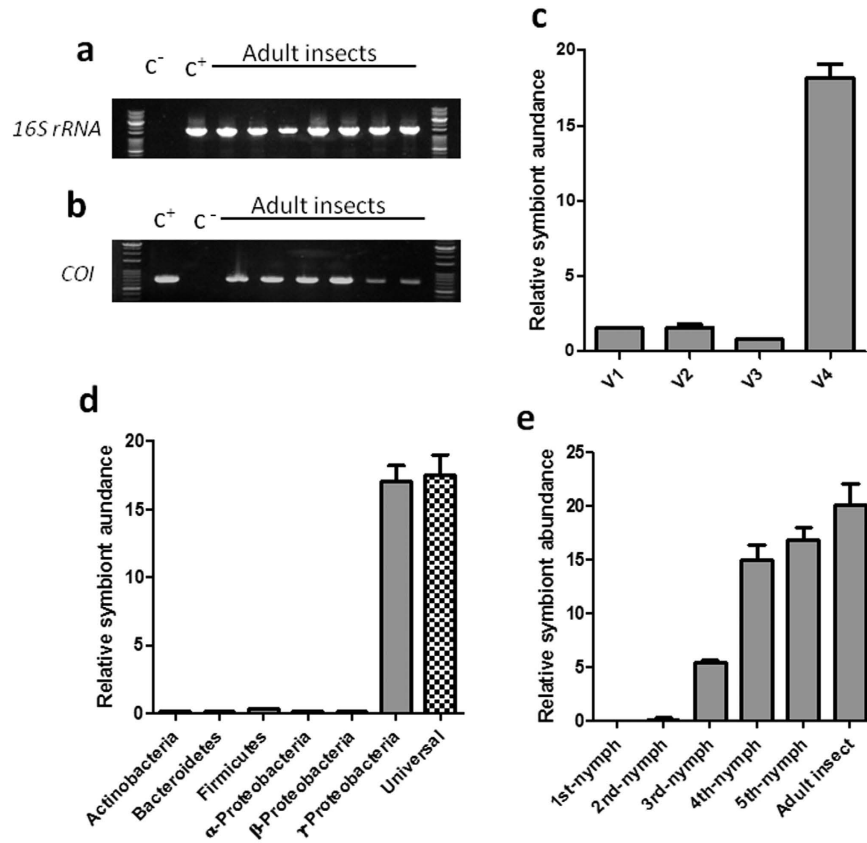 a
c-
c+
Adult insects
16S rRNA
b
c+
c-
Adult insects
COI
c
Relative symbiont aundance
20
15
10
5
0
V1
V2
V3
V4
d
Relative symbiont abundance
20
15
10
5
0
Actinobacteria
Bacteroidetes
Firmicutes
α-Proteobacteria
β-Proteobacteria
γ-Proteobacteria
Universal
e
Relative symbiont abundance
25
20
15
10
5
0
1st-nymph
2nd-nymph
3rd-nymph
4th-nymph
5th-nymph
Adult insect